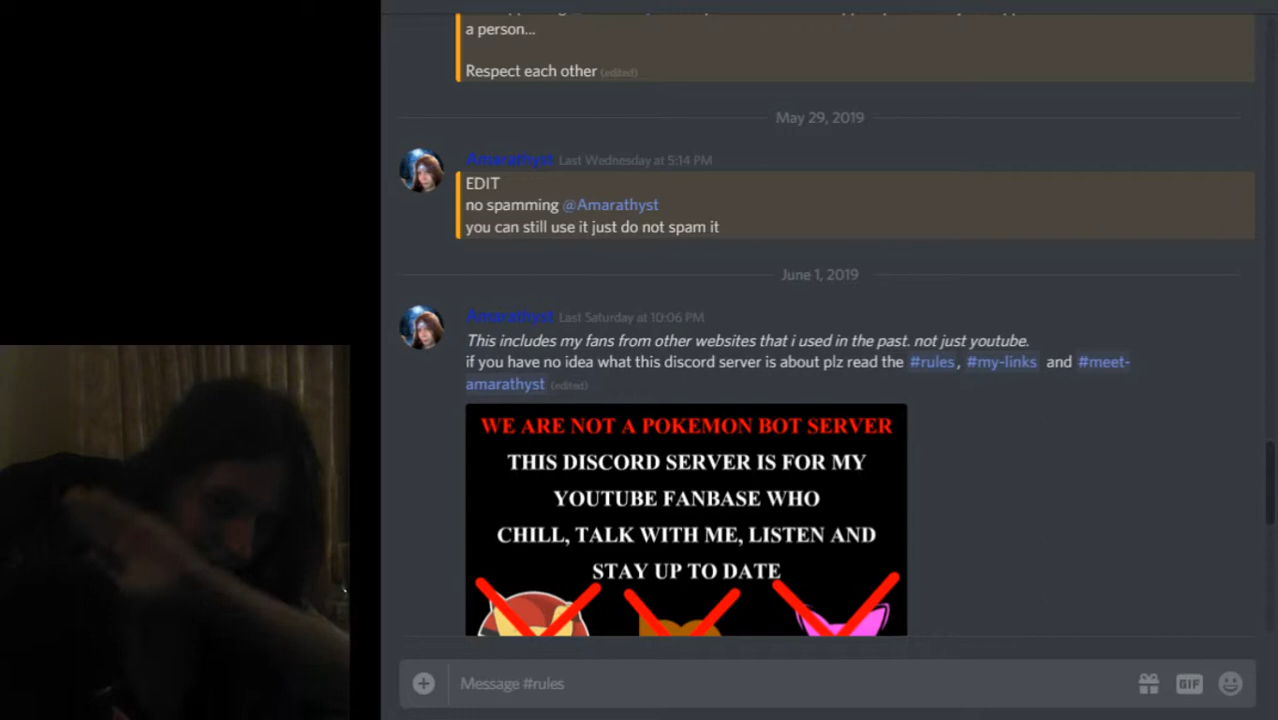 a person...
Respect each other (edited)
May 29, 2019
Amarathyst Last Wednesday at 5:14 PM
EDIT
no spamming @Amarathyst
you can still use it just do not spam it
June 1, 2019
Amarathyst Last Saturday at 10:06 PM
This includes my fans from other websites that i used in the past. not just youtube.
if you have no idea what this discord server is about plz read the #rules, #my-links and #meet-
amarathyst (edited)
WE ARE NOT A POKEMON BOT SERVER
THIS DISCORD SERVER IS FOR MY
YOUTUBE FANBASE WHO
CHILL, TALK WITH ME, LISTEN AND
STAY UP TO DATE
Message #rules
GIF